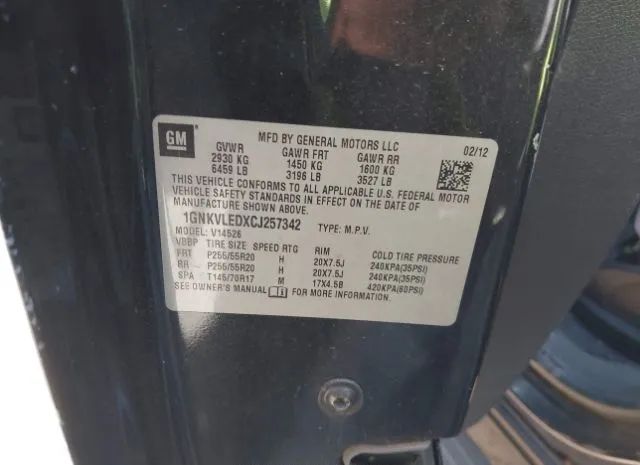 GM
MFD BY GENERAL MOTORS LLC
02/12
GVWR GAWR FRT GAWR RR
2930 KG 1450 KG 1600 KG
6459 LB 3196 LB 3527 LB
THIS VEHICLE CONFORMS TO ALL APPLICABLE U.S. FEDERAL MOTOR
VEHICLE SAFETY STANDARDS IN EFFECT ON THE DATE OF
MANUFACTURE SHOWN ABOVE.
1GNKVLEDXCJ257342 TYPE: M.P.V.
MODEL: V14526
VBBP TIRE SIZE SPEED RTG RIM COLD TIRE PRESSURE
FRT P255/55R20 H 20X7.5J 240KPA(35PSI)
RR P255/55R20 H 20X7.5J 240KPA(35PSI)
SPA T145/70R17 M 17X4.5B 420KPA(60PSI)
SEE OWNER'S MANUAL FOR MORE INFORMATION.